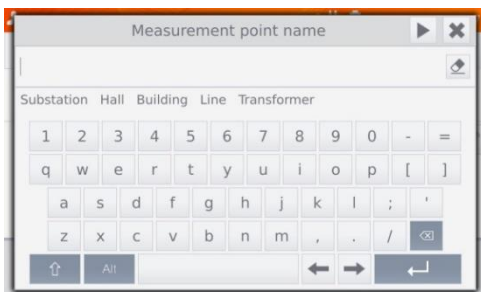 Measurement point name
Substation Hall Building Line Transformer
1 2 3 4 5 6 7 8 9 0 - =
q w e r t y u i o p [ ]
a s d f g h j k l ; '
z x c v b n m , . /
Alt